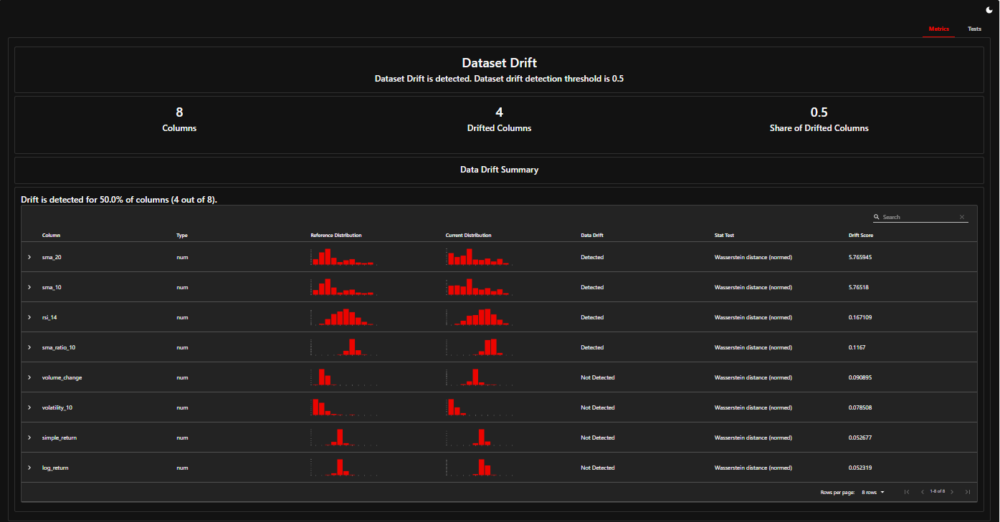 Metrics Tests
Dataset Drift
Dataset Drift is detected. Dataset drift detection threshold is 0.5
8 4 0.5
Columns Drifted Columns Share of Drifted Columns
Data Drift Summary
Drift is detected for 50.0% of columns (4 out of 8).
Search
Column Type Reference Distribution Current Distribution Data Drift Stat Test Drift Score
sma_20 num Detected Wasserstein distance (normed) 5.765945
sma_10 num Detected Wasserstein distance (normed) 5.76518
rsi_14 num Detected Wasserstein distance (normed) 0.167109
sma_ratio_10 num Detected Wasserstein distance (normed) 0.1167
volume_change num Not Detected Wasserstein distance (normed) 0.090895
volatility_10 num Not Detected Wasserstein distance (normed) 0.078508
simple_return num Not Detected Wasserstein distance (normed) 0.052677
log_return num Not Detected Wasserstein distance (normed) 0.052319
Rows per page: 8 rows 1-8 of 8